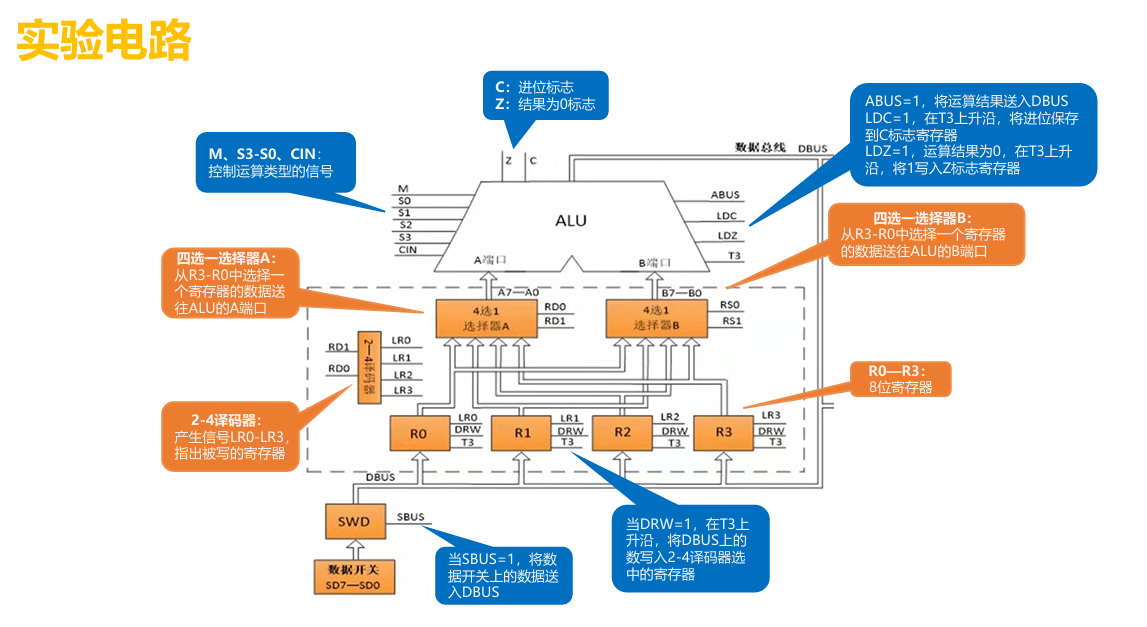 实验电路
C：进位标志
Z：结果为0标志
ABUS=1，将运算结果送入DBUS
LDC=1，在T3上升沿，将进位保存
到C标志寄存器
LDZ=1，运算结果为0，在T3上升
沿，将1写入Z标志寄存器
M、S3-S0、CIN：
控制运算类型的信号
数据总线 DBUS
Z
C
M
S0
S1
S2
S3
CIN
ALU
A端口
B端口
ABUS
LDC
LDZ
T3
四选一选择器B：
从R3-R0中选择一个寄存器
的数据送往ALU的B端口
四选一选择器A：
从R3-R0中选择一
个寄存器的数据送
往ALU的A端口
A7—A0
B7—B0
4选1
选择器A
RD0
RD1
4选1
选择器B
RS0
RS1
RD1
RD0
2—4译码器
LR0
LR1
LR2
LR3
R0—R3：
8位寄存器
2-4译码器：
产生信号LR0-LR3，
指出被写的寄存器
R0
LR0
DRW
T3
R1
LR1
DRW
T3
R2
LR2
DRW
T3
R3
LR3
DRW
T3
DBUS
SWD
SBUS
数据开关
SD7—SD0
当SBUS=1，将数
据开关上的数据送
入DBUS
当DRW=1，在T3上
升沿，将DBUS上的
数写入2-4译码器选
中的寄存器